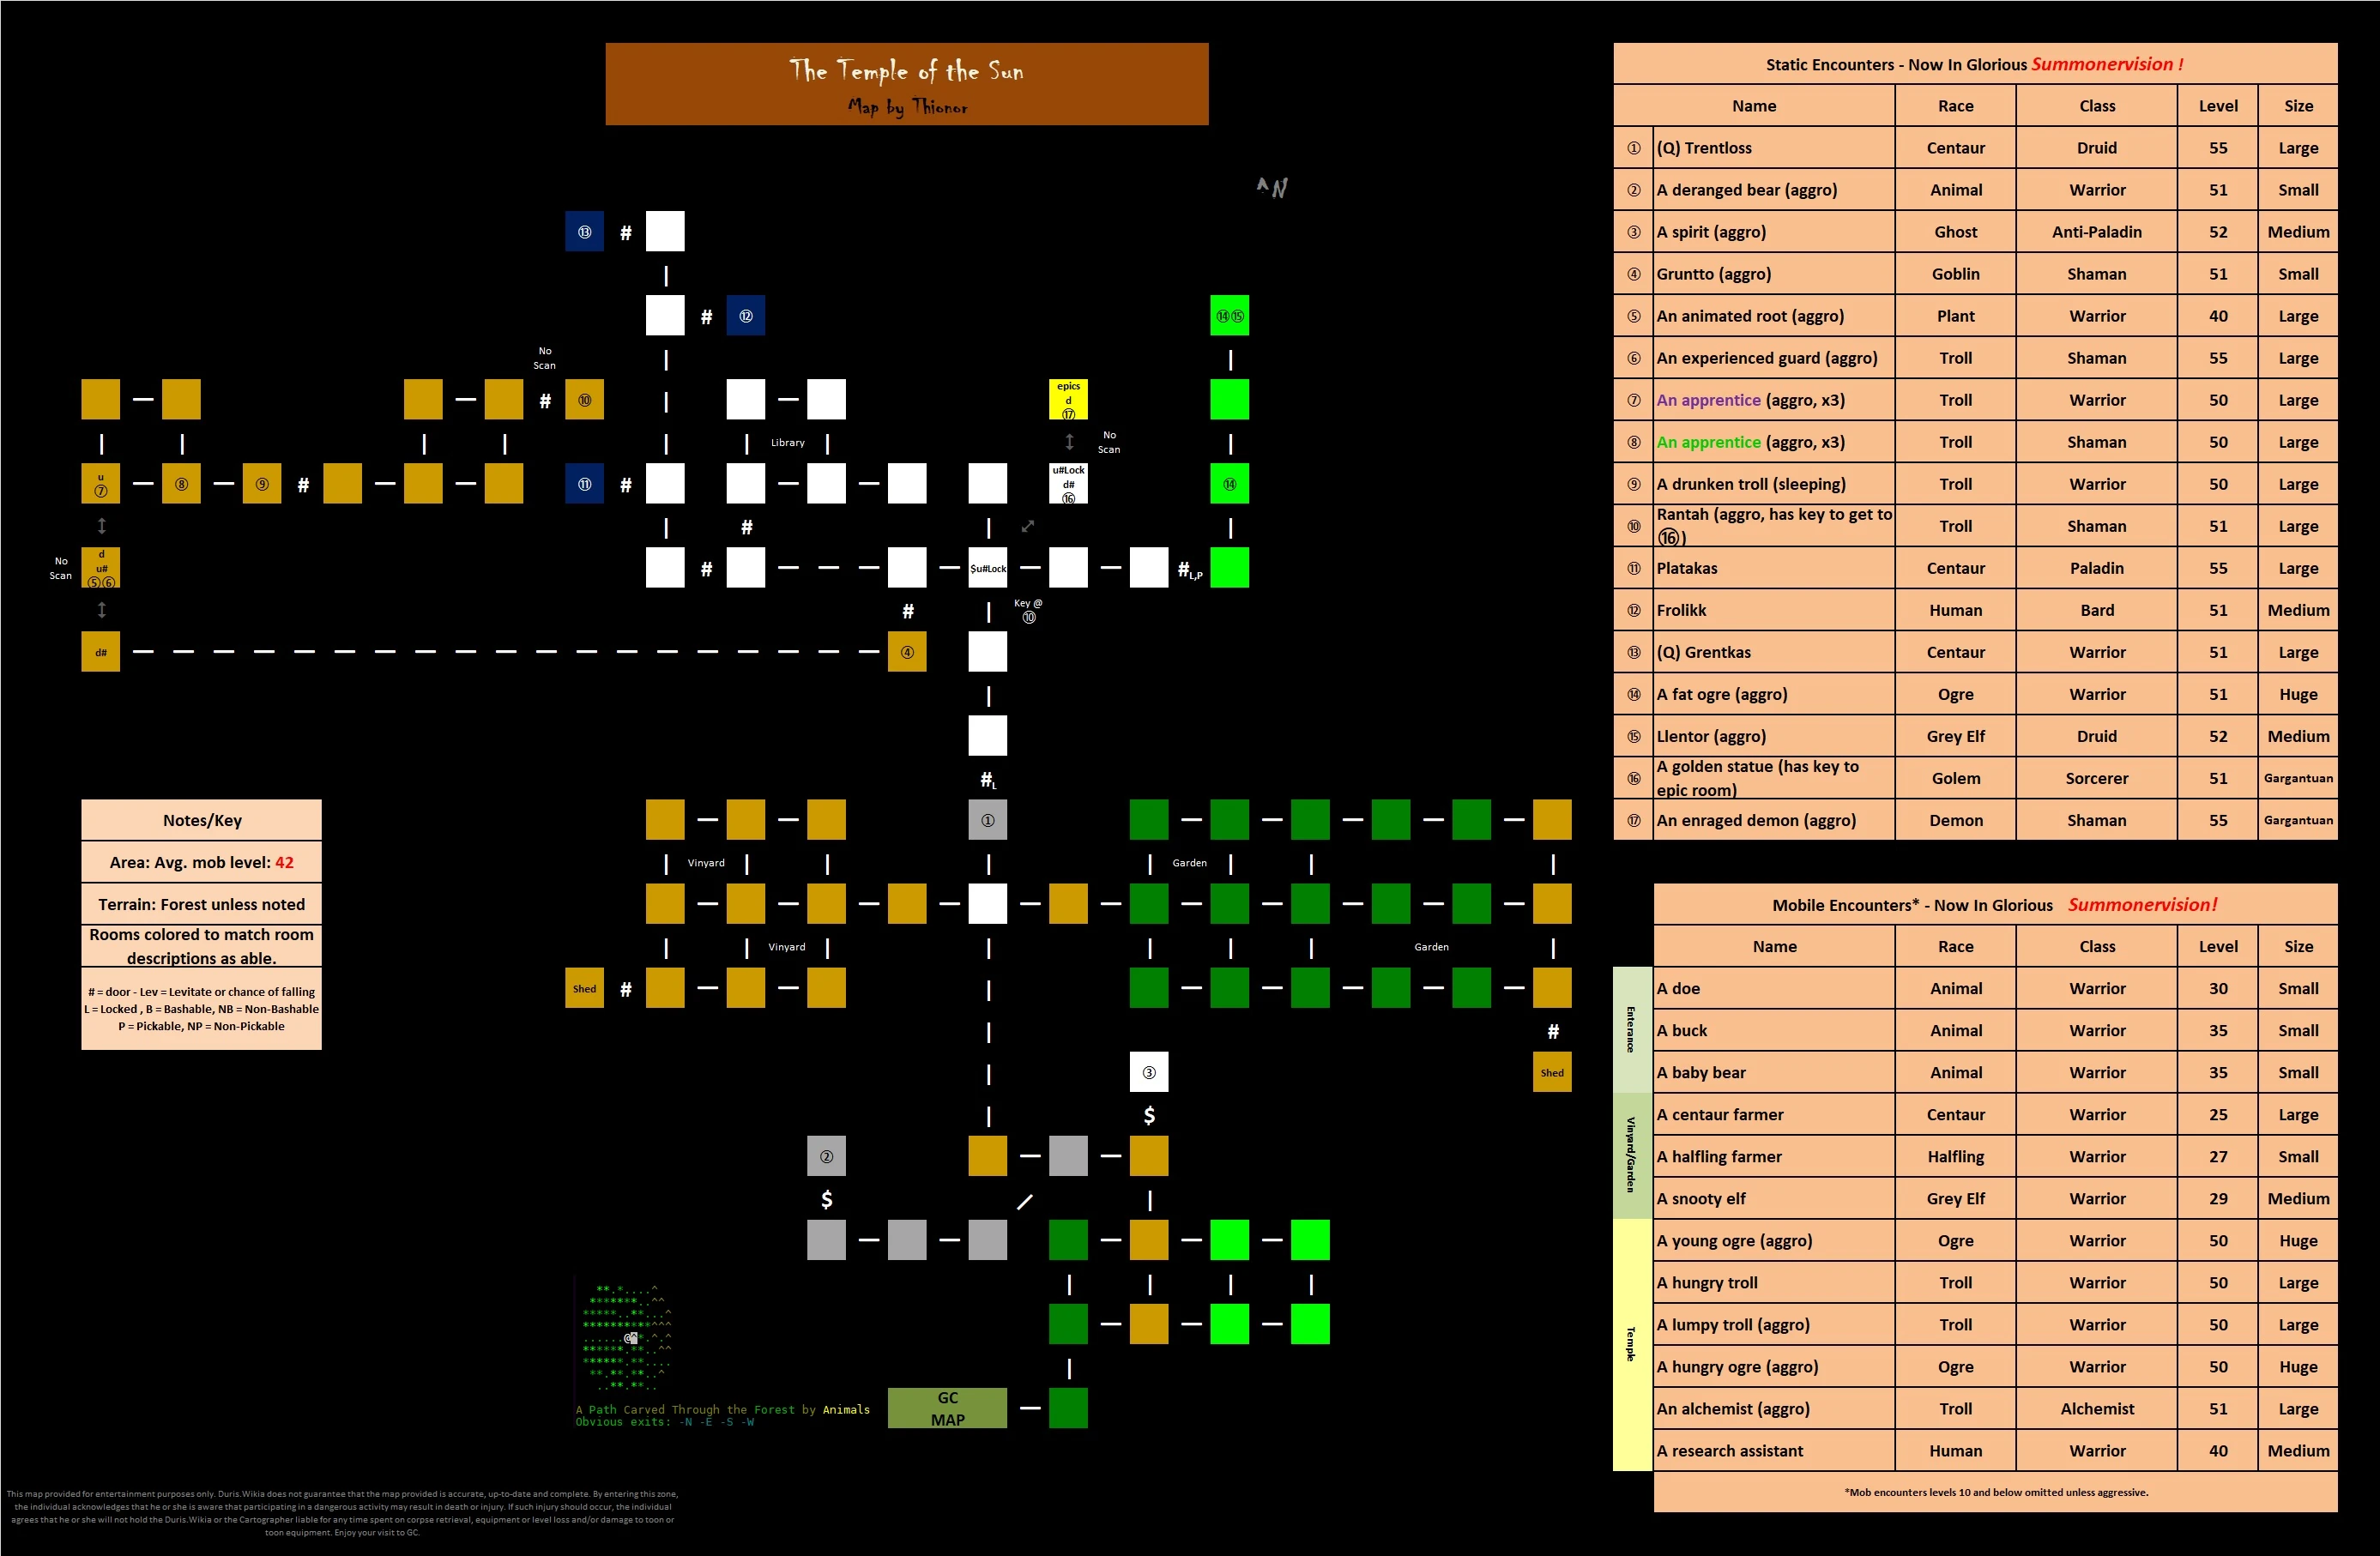 The Temple of the Sun
Map by Thionor
^N
⑬ #
# ⑫
⑭⑮
No
Scan
# ⑩
epics
d
⑰
Library
No
Scan
u
⑦
⑧
⑨ #
⑪ #
u#Lock
d#
⑯
⑭
#
No
Scan
d
u#
⑤⑥
#
$u#Lock
#L,P
#
Key @
⑩
d#
④
#L
①
Vinyard
Garden
Vinyard
Garden
Shed #
#
③
Shed
$
②
$
A Path Carved Through the Forest by Animals
Obvious exits: -N -E -S -W
GC
MAP
Notes/Key
Area: Avg. mob level: 42
Terrain: Forest unless noted
Rooms colored to match room
descriptions as able.
# = door - Lev = Levitate or chance of falling
L = Locked , B = Bashable, NB = Non-Bashable
P = Pickable, NP = Non-Pickable
Static Encounters - Now In Glorious Summonervision !
Name Race Class Level Size
① (Q) Trentloss Centaur Druid 55 Large
② A deranged bear (aggro) Animal Warrior 51 Small
③ A spirit (aggro) Ghost Anti-Paladin 52 Medium
④ Gruntto (aggro) Goblin Shaman 51 Small
⑤ An animated root (aggro) Plant Warrior 40 Large
⑥ An experienced guard (aggro) Troll Shaman 55 Large
⑦ An apprentice (aggro, x3) Troll Warrior 50 Large
⑧ An apprentice (aggro, x3) Troll Shaman 50 Large
⑨ A drunken troll (sleeping) Troll Warrior 50 Large
⑩ Rantah (aggro, has key to get to
⑯) Troll Shaman 51 Large
⑪ Platakas Centaur Paladin 55 Large
⑫ Frolikk Human Bard 51 Medium
⑬ (Q) Grentkas Centaur Warrior 51 Large
⑭ A fat ogre (aggro) Ogre Warrior 51 Huge
⑮ Llentor (aggro) Grey Elf Druid 52 Medium
⑯ A golden statue (has key to
epic room) Golem Sorcerer 51 Gargantuan
⑰ An enraged demon (aggro) Demon Shaman 55 Gargantuan
Mobile Encounters* - Now In Glorious Summonervision!
Name Race Class Level Size
Enterance
A doe Animal Warrior 30 Small
A buck Animal Warrior 35 Small
A baby bear Animal Warrior 35 Small
Vinyard/Garden
A centaur farmer Centaur Warrior 25 Large
A halfling farmer Halfling Warrior 27 Small
A snooty elf Grey Elf Warrior 29 Medium
Temple
A young ogre (aggro) Ogre Warrior 50 Huge
A hungry troll Troll Warrior 50 Large
A lumpy troll (aggro) Troll Warrior 50 Large
A hungry ogre (aggro) Ogre Warrior 50 Huge
An alchemist (aggro) Troll Alchemist 51 Large
A research assistant Human Warrior 40 Medium
*Mob encounters levels 10 and below omitted unless aggressive.
This map provided for entertainment purposes only. Duris.Wikia does not guarantee that the map provided is accurate, up-to-date and complete. By entering this zone,
the individual acknowledges that he or she is aware that participating in a dangerous activity may result in death or injury. If such injury should occur, the individual
agrees that he or she will not hold the Duris.Wikia or the Cartographer liable for any time spent on corpse retrieval, equipment or level loss and/or damage to toon or
toon equipment. Enjoy your visit to GC.